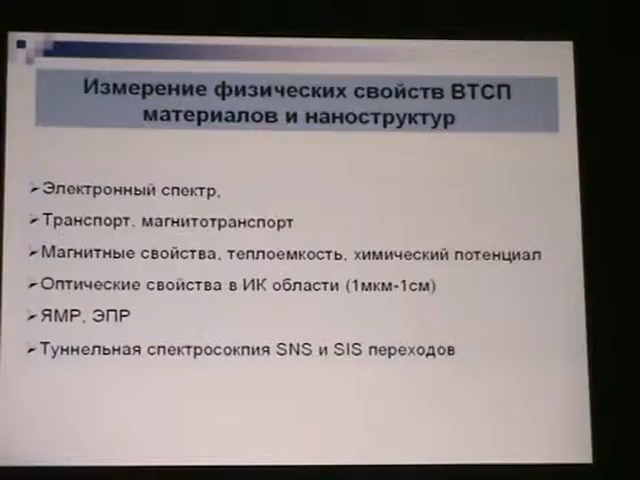 Измерение физических свойств ВТСП
материалов и наноструктур
Электронный спектр,
Транспорт, магнитотранспорт
Магнитные свойства, теплоемкость, химический потенциал
Оптические свойства в ИК области (1мкм-1см)
ЯМР, ЭПР
Туннельная спектросокпия SNS и SIS переходов